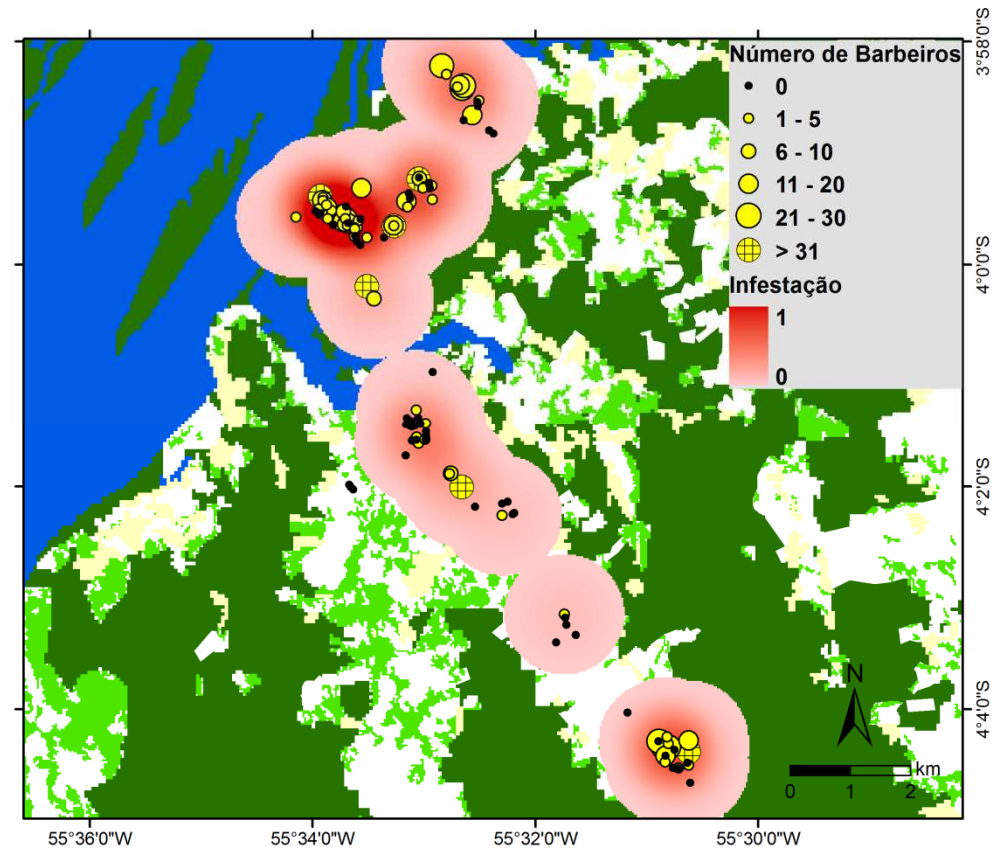 Número de Barbeiros
0
1 - 5
6 - 10
11 - 20
21 - 30
> 31
Infestação
1
0
3°58'0"S
4°0'0"S
4°2'0"S
4°4'0"S
N
km
0 1 2
55°36'0"W 55°34'0"W 55°32'0"W 55°30'0"W